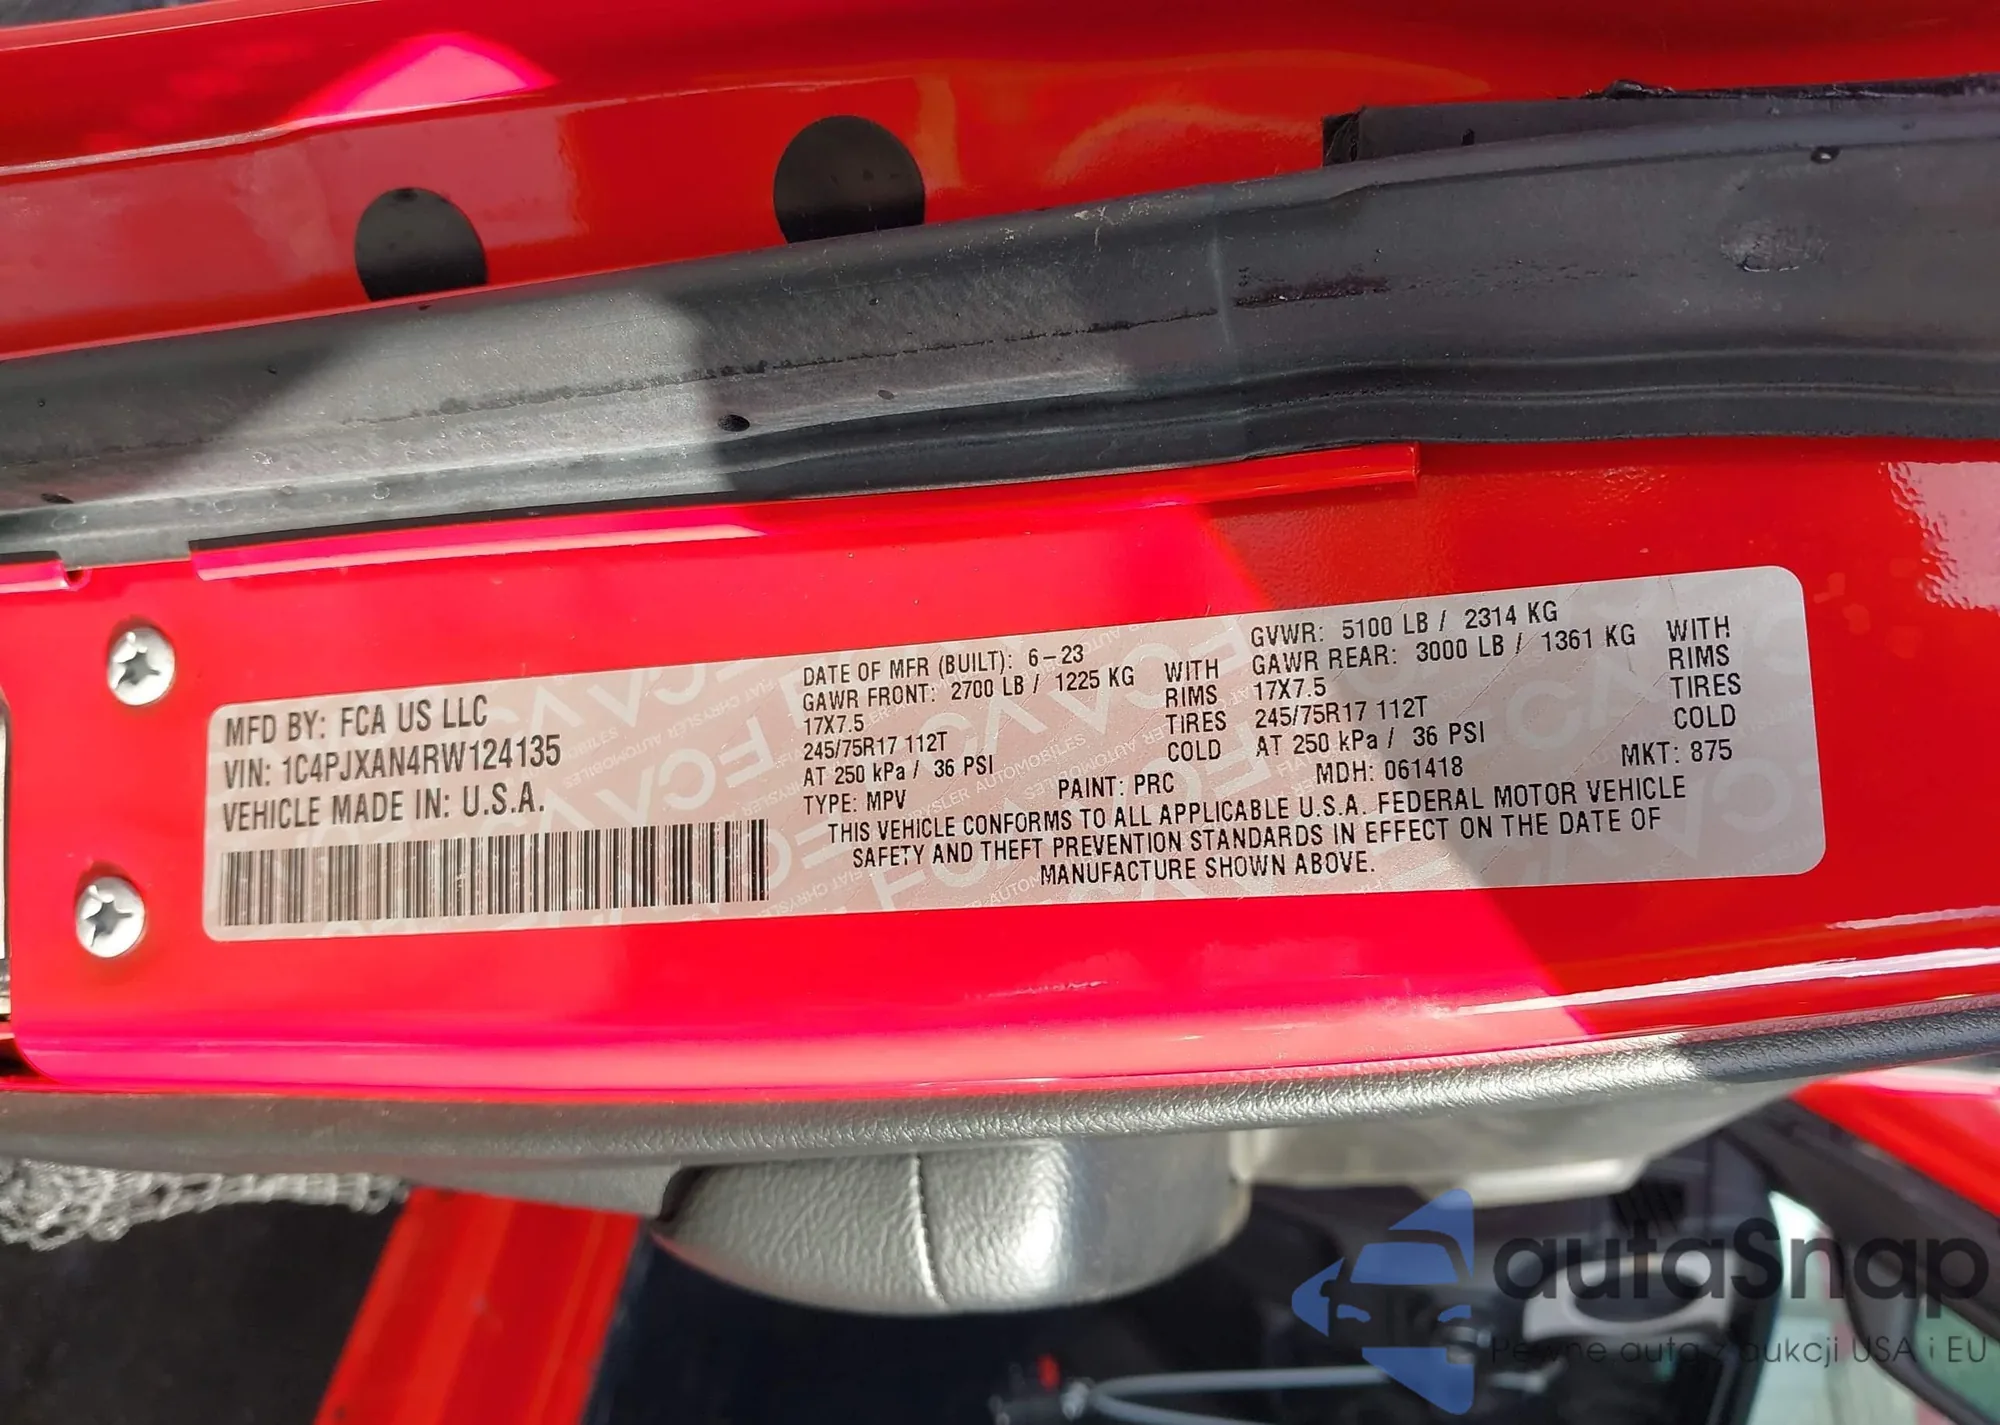 MFD BY: FCA US LLC
VIN: 1C4PJXAN4RW124135
VEHICLE MADE IN: U.S.A.
DATE OF MFR (BUILT): 6-23
GAWR FRONT: 2700 LB / 1225 KG WITH
17X7.5 RIMS
245/75R17 112T TIRES
AT 250 kPa / 36 PSI COLD
GVWR: 5100 LB / 2314 KG
GAWR REAR: 3000 LB / 1361 KG WITH
17X7.5 RIMS
245/75R17 112T TIRES
AT 250 kPa / 36 PSI COLD
TYPE: MPV PAINT: PRC MDH: 061418 MKT: 875
THIS VEHICLE CONFORMS TO ALL APPLICABLE U.S.A. FEDERAL MOTOR VEHICLE
SAFETY AND THEFT PREVENTION STANDARDS IN EFFECT ON THE DATE OF
MANUFACTURE SHOWN ABOVE.
autaSnap
Pewne auta z aukcji USA i EU